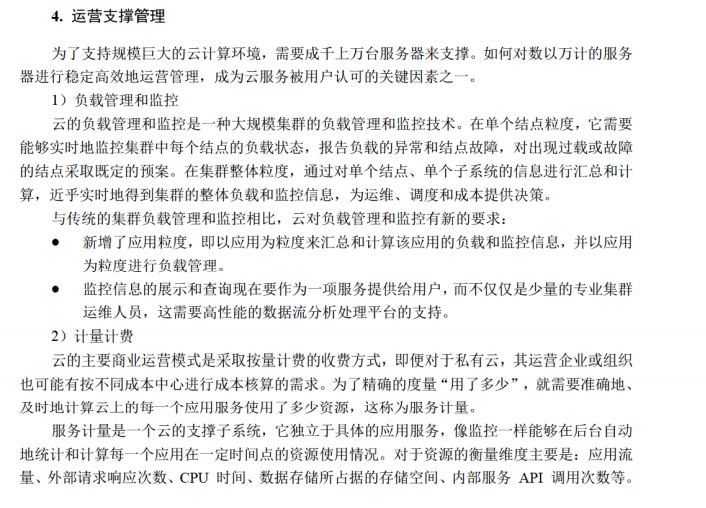 4. 运营支撑管理
为了支持规模巨大的云计算环境，需要成千上万台服务器来支撑。如何对数以万计的服务
器进行稳定高效地运营管理，成为云服务被用户认可的关键因素之一。
1）负载管理和监控
云的负载管理和监控是一种大规模集群的负载管理和监控技术。在单个结点粒度，它需要
能够实时地监控集群中每个结点的负载状态，报告负载的异常和结点故障，对出现过载或故障
的结点采取既定的预案。在集群整体粒度，通过对单个结点、单个子系统的信息进行汇总和计
算，近乎实时地得到集群的整体负载和监控信息，为运维、调度和成本提供决策。
与传统的集群负载管理和监控相比，云对负载管理和监控有新的要求：
● 新增了应用粒度，即以应用为粒度来汇总和计算该应用的负载和监控信息，并以应用
为粒度进行负载管理。
● 监控信息的展示和查询现在要作为一项服务提供给用户，而不仅仅是少量的专业集群
运维人员，这需要高性能的数据流分析处理平台的支持。
2）计量计费
云的主要商业运营模式是采取按量计费的收费方式，即便对于私有云，其运营企业或组织
也可能有按不同成本中心进行成本核算的需求。为了精确的度量“用了多少”，就需要准确地、
及时地计算云上的每一个应用服务使用了多少资源，这称为服务计量。
服务计量是一个云的支撑子系统，它独立于具体的应用服务，像监控一样能够在后台自动
地统计和计算每一个应用在一定时间点的资源使用情况。对于资源的衡量维度主要是：应用流
量、外部请求响应次数、CPU 时间、数据存储所占据的存储空间、内部服务 API 调用次数等。